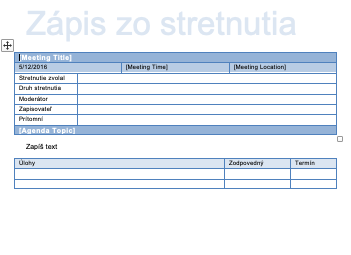 Zápis zo stretnutia
[Meeting Title]
5/12/2016 [Meeting Time] [Meeting Location]
Stretnutie zvolal
Druh stretnutia
Moderátor
Zapisovateľ
Prítomní
[Agenda Topic]
Zapíš text
Úlohy Zodpovedný Termín